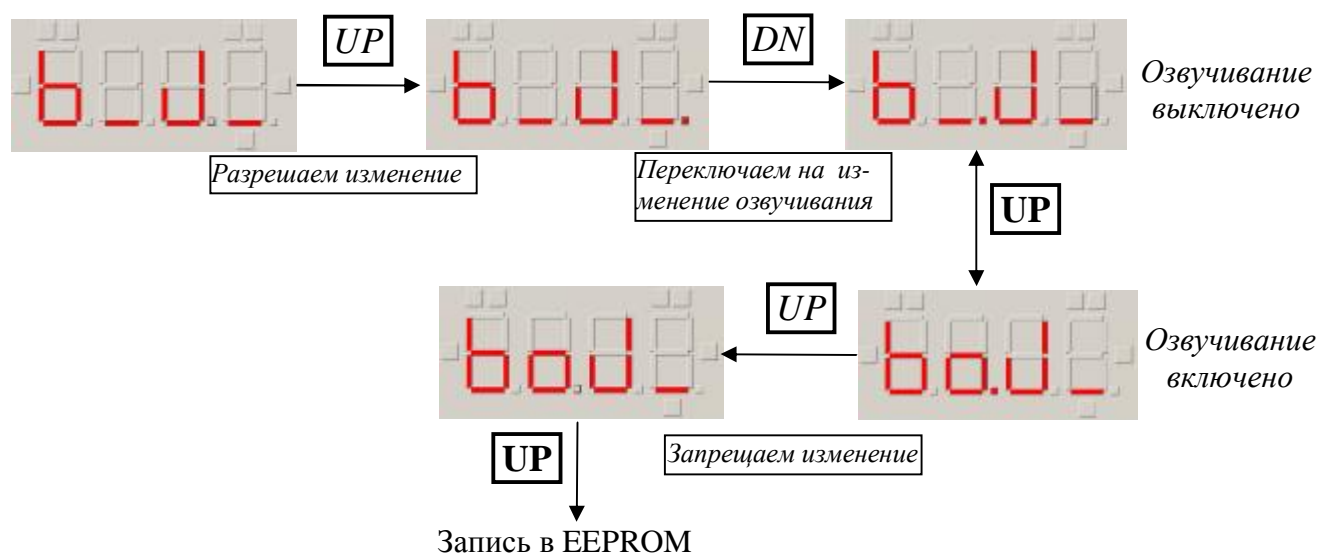 UP
DN
b _ J _
b _ J _.
b _. J _
Озвучивание
выключено
Разрешаем изменение
Переключаем на из-
менение озвучивания
UP
UP
b o. J _
b o J _
Озвучивание
включено
UP
Запрещаем изменение
Запись в EEPROM